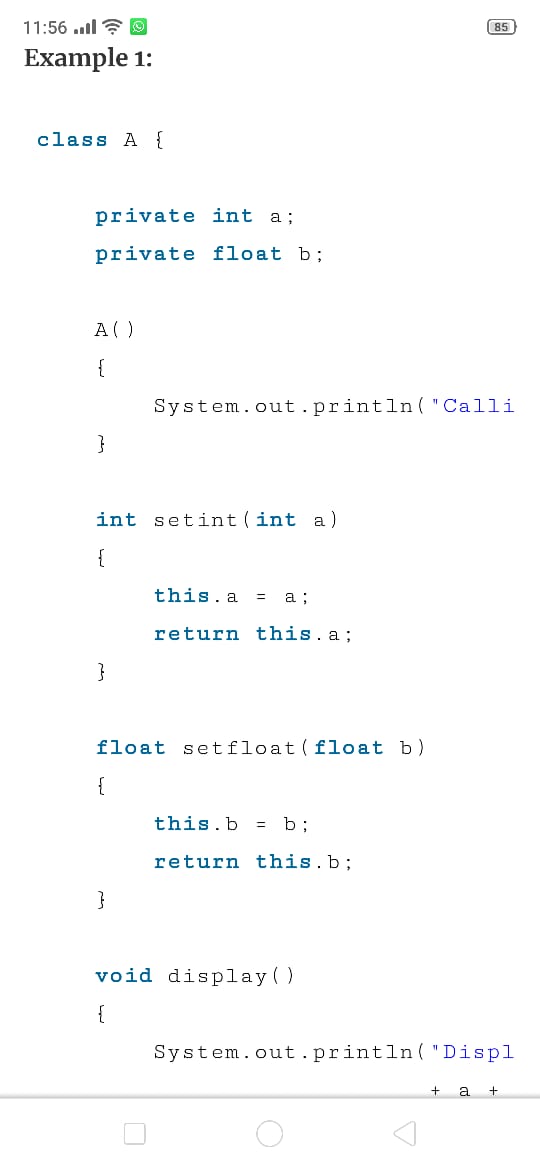 11:56
85
Example 1:
class A {
private int a;
private float b;
A()
{
System.out.println("Calli
}
int setint(int a)
{
this.a = a;
return this.a;
}
float setfloat(float b)
{
this.b = b;
return this.b;
}
void display()
{
System.out.println("Displ
+ a +